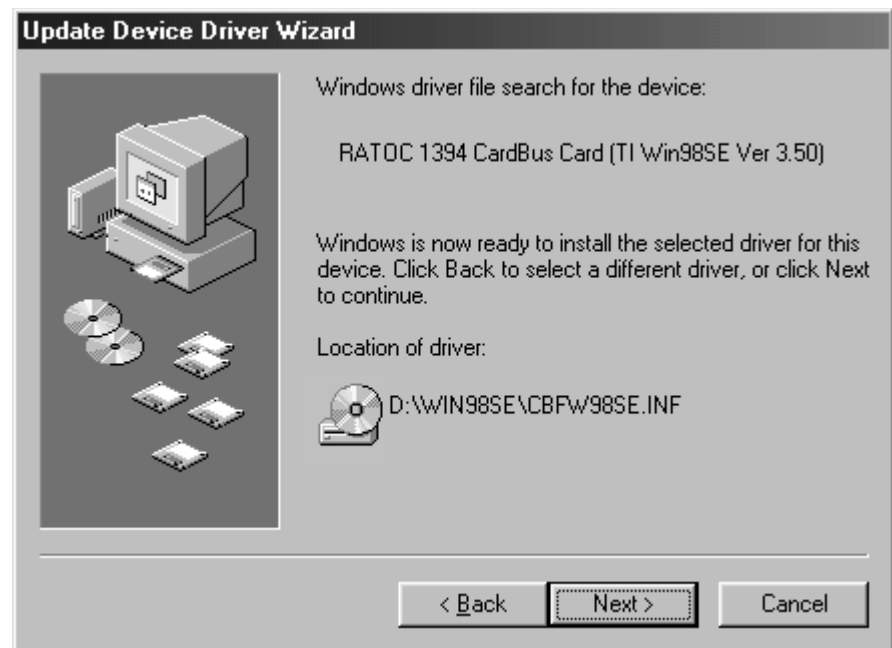 Update Device Driver Wizard
Windows driver file search for the device:
RATOC 1394 CardBus Card (TI Win98SE Ver 3.50)
Windows is now ready to install the selected driver for this
device. Click Back to select a different driver, or click Next
to continue.
Location of driver:
D:\WIN98SE\CBFW98SE.INF
< Back Next > Cancel